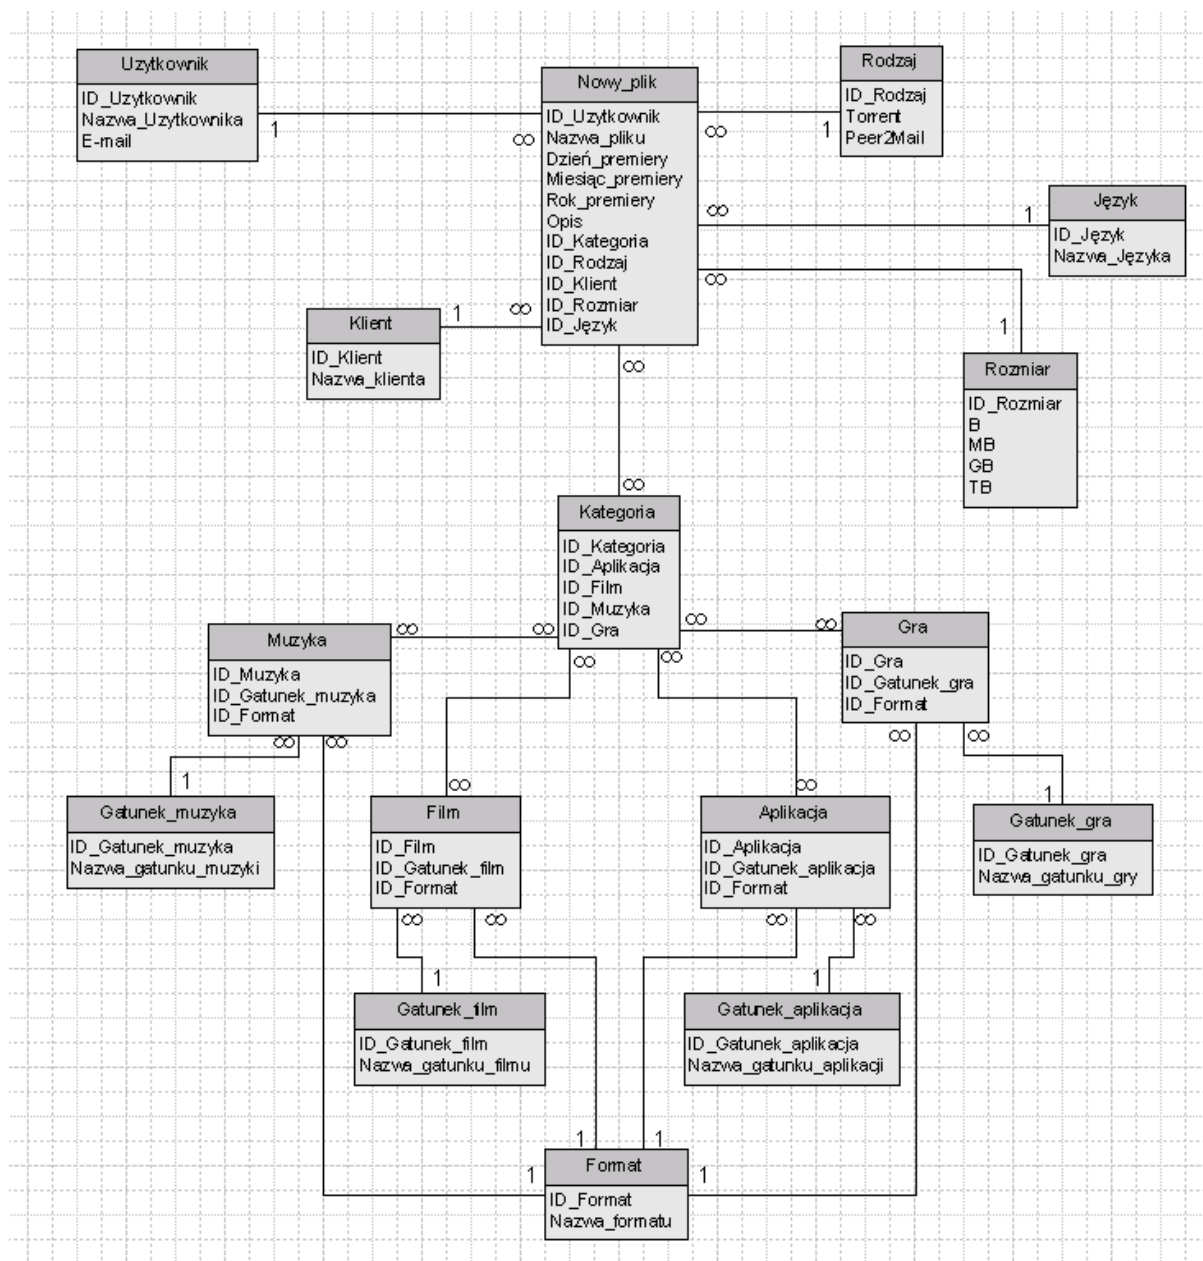 Uzytkownik
ID_Uzytkownik
Nazwa_Uzytkownika
E-mail
1
∞
Nowy_plik
ID_Uzytkownik
Nazwa_pliku
Dzień_premiery
Miesiąc_premiery
Rok_premiery
Opis
ID_Kategoria
ID_Rodzaj
ID_Klient
ID_Rozmiar
ID_Język
∞
1
Rodzaj
ID_Rodzaj
Torrent
Peer2Mail
∞
1
Język
ID_Język
Nazwa_Języka
∞
1
Rozmiar
ID_Rozmiar
B
MB
GB
TB
Klient
ID_Klient
Nazwa_klienta
1
∞
∞
∞
Kategoria
ID_Kategoria
ID_Aplikacja
ID_Film
ID_Muzyka
ID_Gra
∞
∞
∞
∞
∞
∞
Muzyka
ID_Muzyka
ID_Gatunek_muzyka
ID_Format
∞
∞
Gra
ID_Gra
ID_Gatunek_gra
ID_Format
∞
∞
1
Gatunek_muzyka
ID_Gatunek_muzyka
Nazwa_gatunku_muzyki
∞
Film
ID_Film
ID_Gatunek_film
ID_Format
∞
∞
∞
Aplikacja
ID_Aplikacja
ID_Gatunek_aplikacja
ID_Format
∞
∞
1
Gatunek_gra
ID_Gatunek_gra
Nazwa_gatunku_gry
1
Gatunek_film
ID_Gatunek_film
Nazwa_gatunku_filmu
1
Gatunek_aplikacja
ID_Gatunek_aplikacja
Nazwa_gatunku_aplikacji
1
1
1
1
Format
ID_Format
Nazwa_formatu